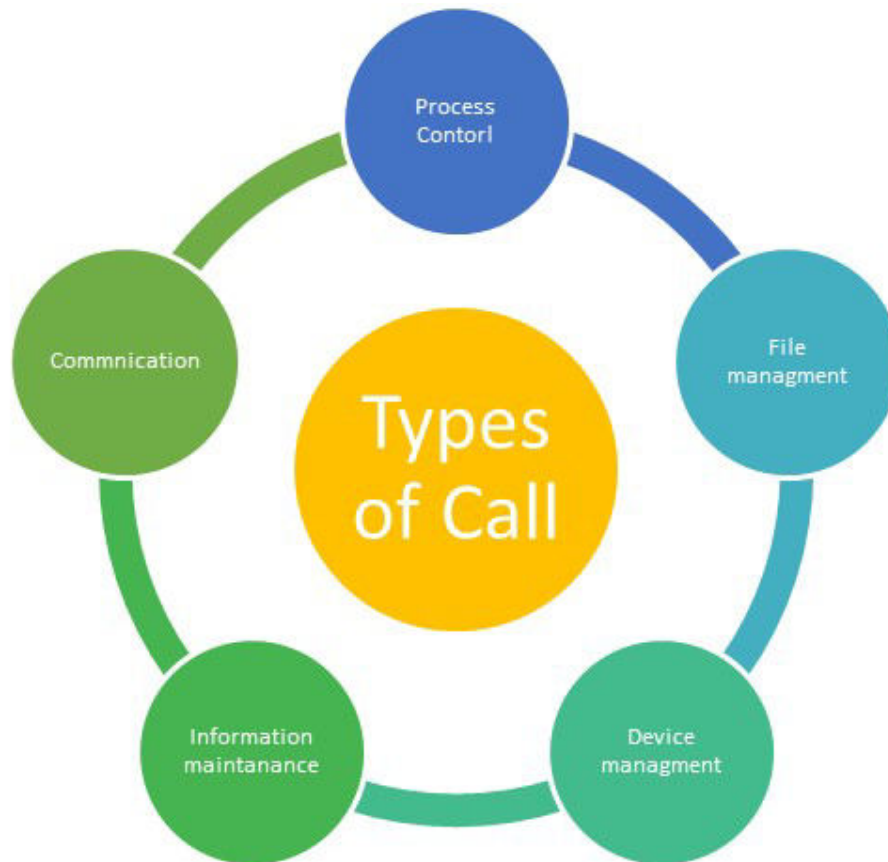 Process
Contorl
File
managment
Device
managment
Information
maintanance
Commnication
Types
of Call